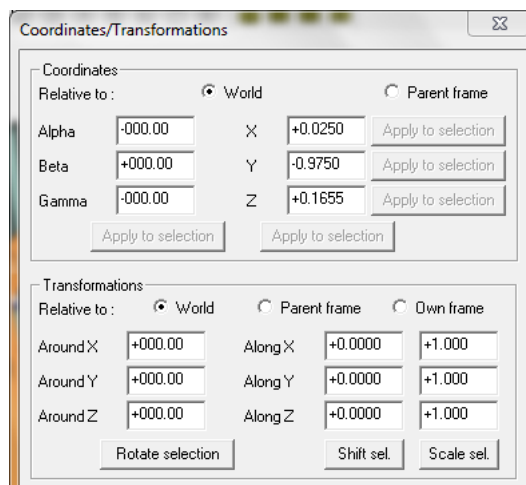 Coordinates/Transformations
Coordinates
Relative to : World Parent frame
Alpha -000.00 X +0.0250 Apply to selection
Beta +000.00 Y -0.9750 Apply to selection
Gamma -000.00 Z +0.1655 Apply to selection
Apply to selection Apply to selection
Transformations
Relative to : World Parent frame Own frame
Around X +000.00 Along X +0.0000 +1.000
Around Y +000.00 Along Y +0.0000 +1.000
Around Z +000.00 Along Z +0.0000 +1.000
Rotate selection Shift sel. Scale sel.